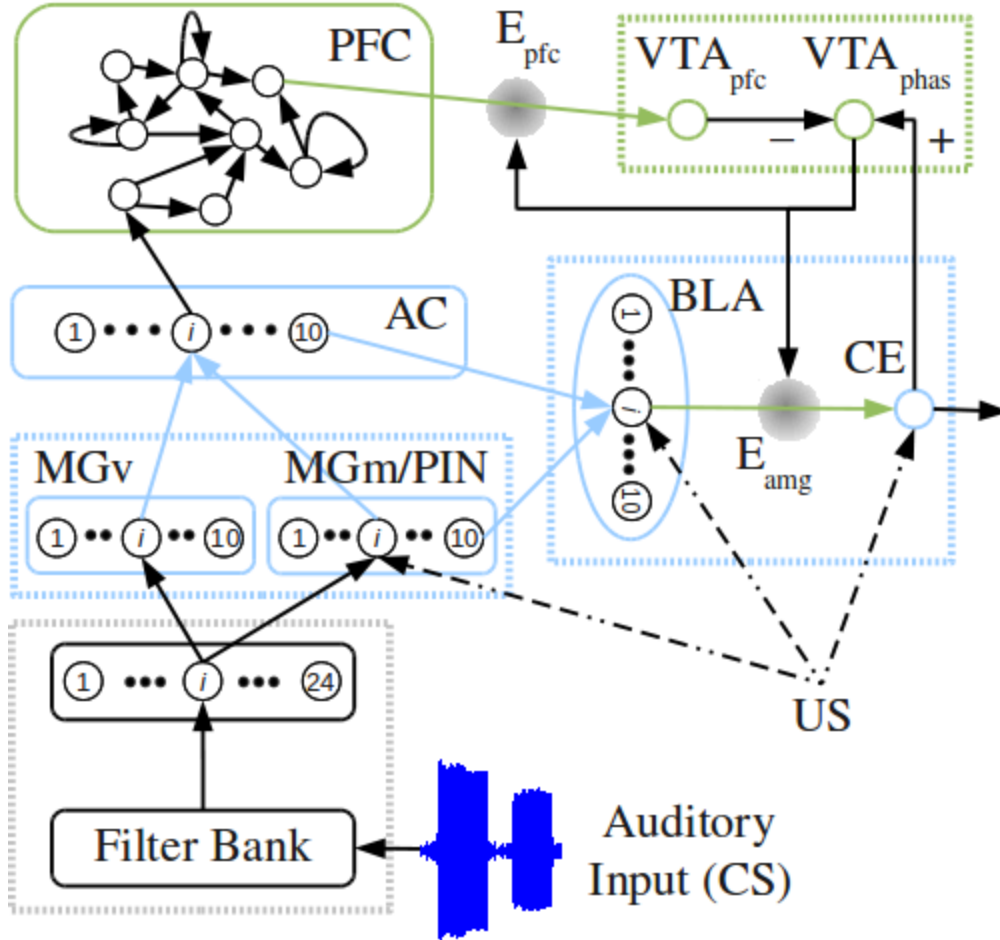 PFC
E pfc
VTA pfc
VTA phas
−
+
1 i 10
AC
BLA
1
i
10
CE
E amg
MGv
MGm/PIN
1 i 10
1 i 10
US
1 i 24
Filter Bank
Auditory
Input (CS)